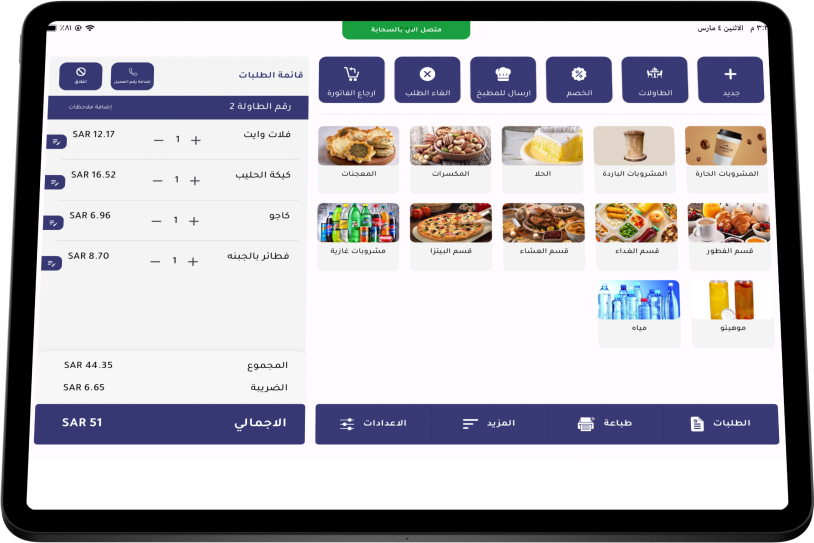 ٪٨١
الاثنين ٤ مارس
متصل الان بالسحابة
جديد
الطاولات
الخصم
ارسال للمطبخ
الغاء الطلب
ارجاع الفاتورة
قائمة الطلبات
إضافة رقم العميل
اغلاق
رقم الطاولة 2
إضافة ملاحظات
فلات وايت
1
SAR 12.17
كيكة الحليب
1
SAR 16.52
كاجو
1
SAR 6.96
فطائر بالجبنه
1
SAR 8.70
المجموع
SAR 44.35
الضريبة
SAR 6.65
الاجمالي
SAR 51
المشروبات الحارة
المشروبات الباردة
الحلا
المكسرات
المعجنات
قسم الفطور
قسم الغداء
قسم العشاء
قسم البيتزا
مشروبات غازية
موهيتو
مياه
الطلبات
طباعة
المزيد
الاعدادات